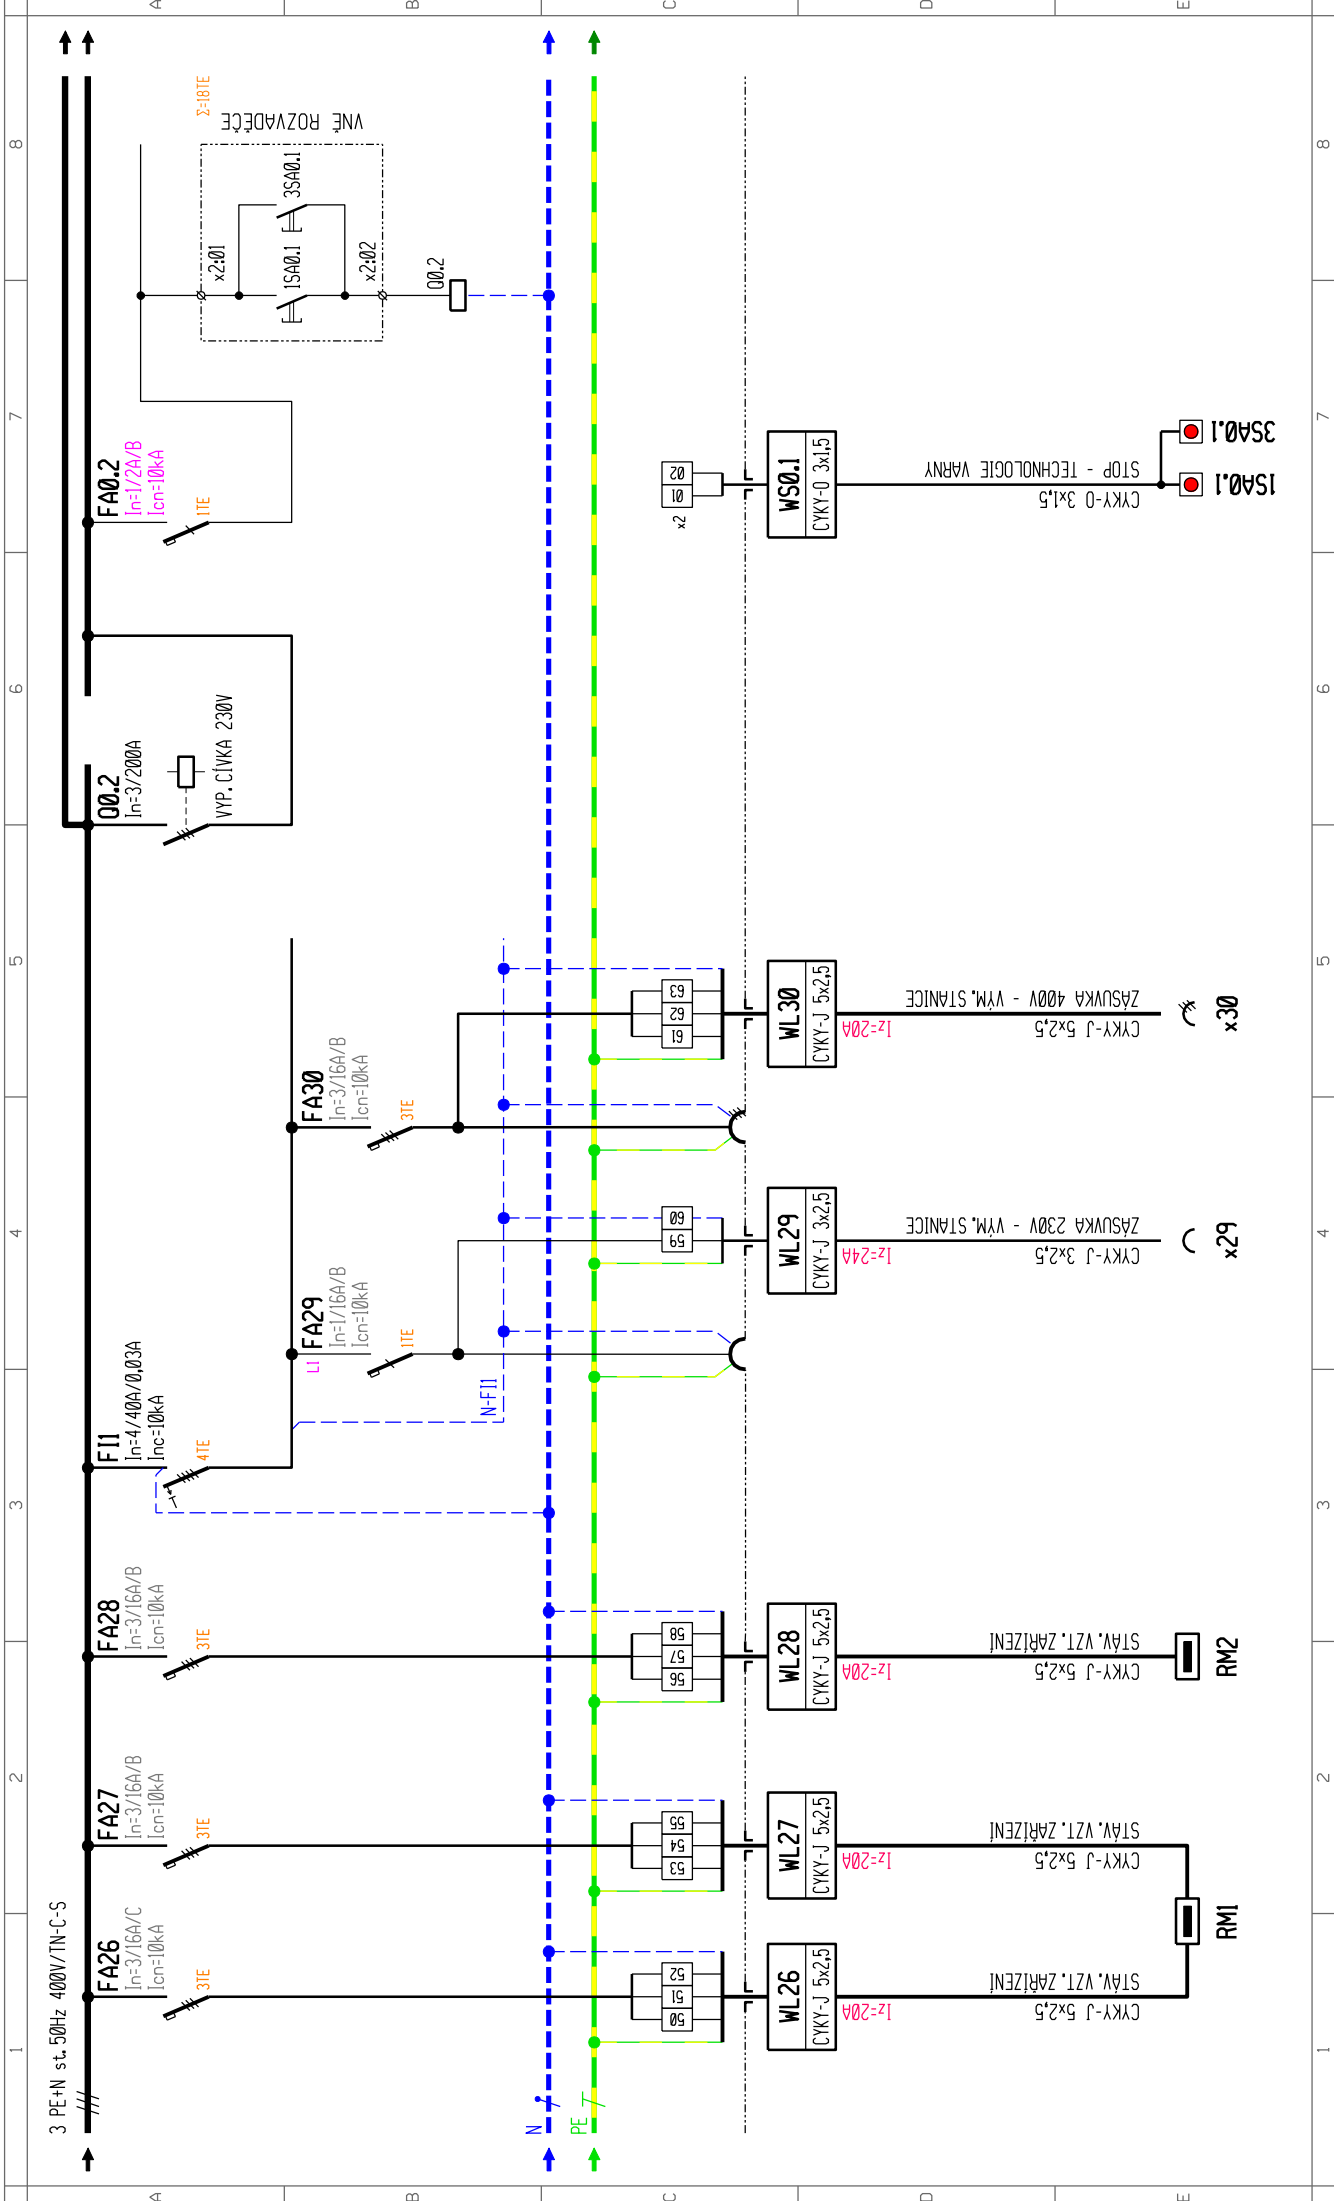 1
2
3
4
5
6
7
8
A
B
C
D
E
3 PE+N st. 50Hz 400V/TN-C-S
FA26
In=3/16A/C
Icn=10kA
3TE
FA27
In=3/16A/B
Icn=10kA
3TE
FA28
In=3/16A/B
Icn=10kA
3TE
FI1
In=4/40A/0,03A
Inc=10kA
4TE
Q0.2
In=3/200A
VYP. CÍVKA 230V
FA0.2
In=1/2A/B
Icn=10kA
1TE
Σ=18TE
VNĚ ROZVADĚČE
x2:01
1SA0.1
3SA0.1
x2:02
Q0.2
L1
FA29
In=1/16A/B
Icn=10kA
1TE
FA30
In=3/16A/B
Icn=10kA
3TE
N-FI1
N
PE
50
51
52
53
54
55
56
57
58
59
60
61
62
63
x2
01
02
WL26
CYKY-J 5x2,5
Iz=20A
WL27
CYKY-J 5x2,5
Iz=20A
WL28
CYKY-J 5x2,5
Iz=20A
WL29
CYKY-J 3x2,5
Iz=24A
WL30
CYKY-J 5x2,5
Iz=20A
WS0.1
CYKY-O 3x1,5
STÁV. VZT. ZAŘÍZENÍ
CYKY-J 5x2,5
STÁV. VZT. ZAŘÍZENÍ
CYKY-J 5x2,5
STÁV. VZT. ZAŘÍZENÍ
CYKY-J 5x2,5
ZÁSUVKA 230V - VÝM. STANICE
CYKY-J 3x2,5
ZÁSUVKA 400V - VÝM. STANICE
CYKY-J 5x2,5
STOP - TECHNOLOGIE VARNY
CYKY-O 3x1,5
RM1
RM2
x29
x30
1SA0.1
3SA0.1
1
2
3
4
5
6
7
8
A
B
C
D
E